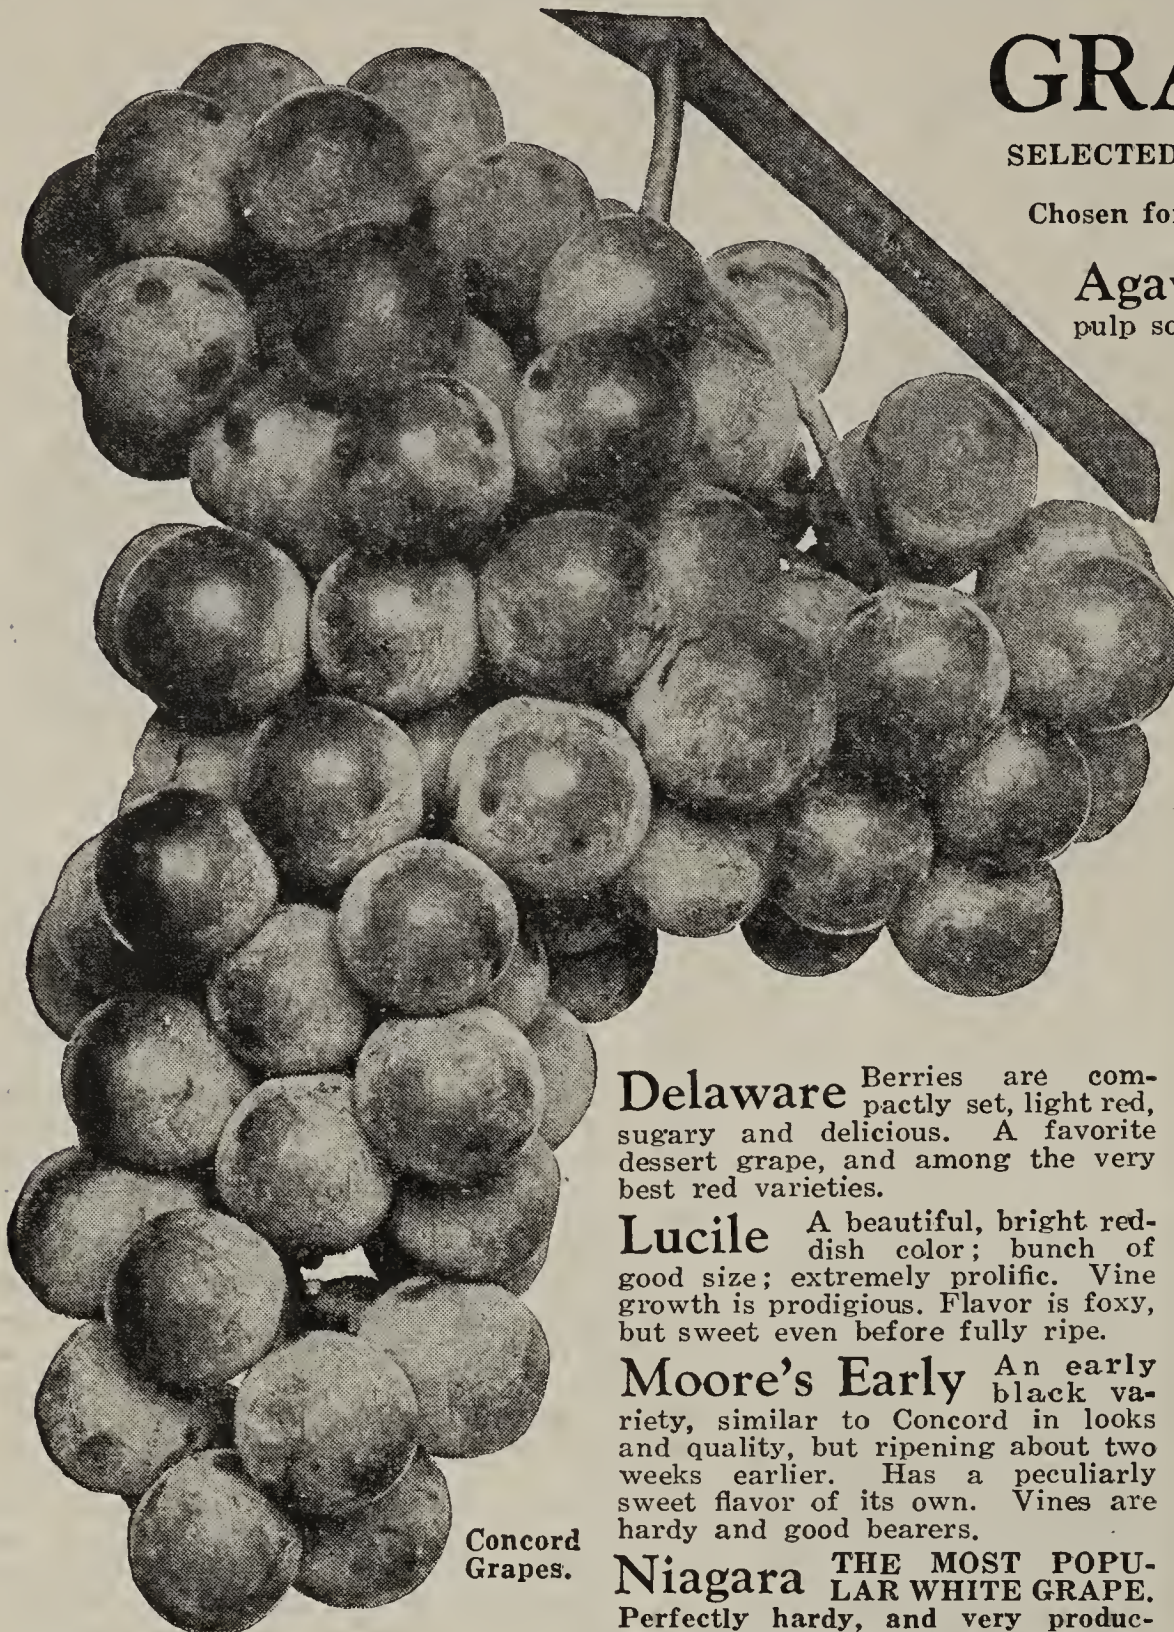 GRA
SELECTED
Chosen for
Aga
pulp so
Delaware Berries are com-
pactly set, light red,
sugary and delicious. A favorite
dessert grape, and among the very
best red varieties.
Lucile A beautiful, bright red-
dish color; bunch of
good size; extremely prolific. Vine
growth is prodigious. Flavor is foxy,
but sweet even before fully ripe.
Moore's Early An early
black va-
riety, similar to Concord in looks
and quality, but ripening about two
weeks earlier. Has a peculiarly
sweet flavor of its own. Vines are
hardy and good bearers.
Concord
Grapes.
Niagara THE MOST POPU-
LAR WHITE GRAPE.
Perfectly hardy, and very produc-